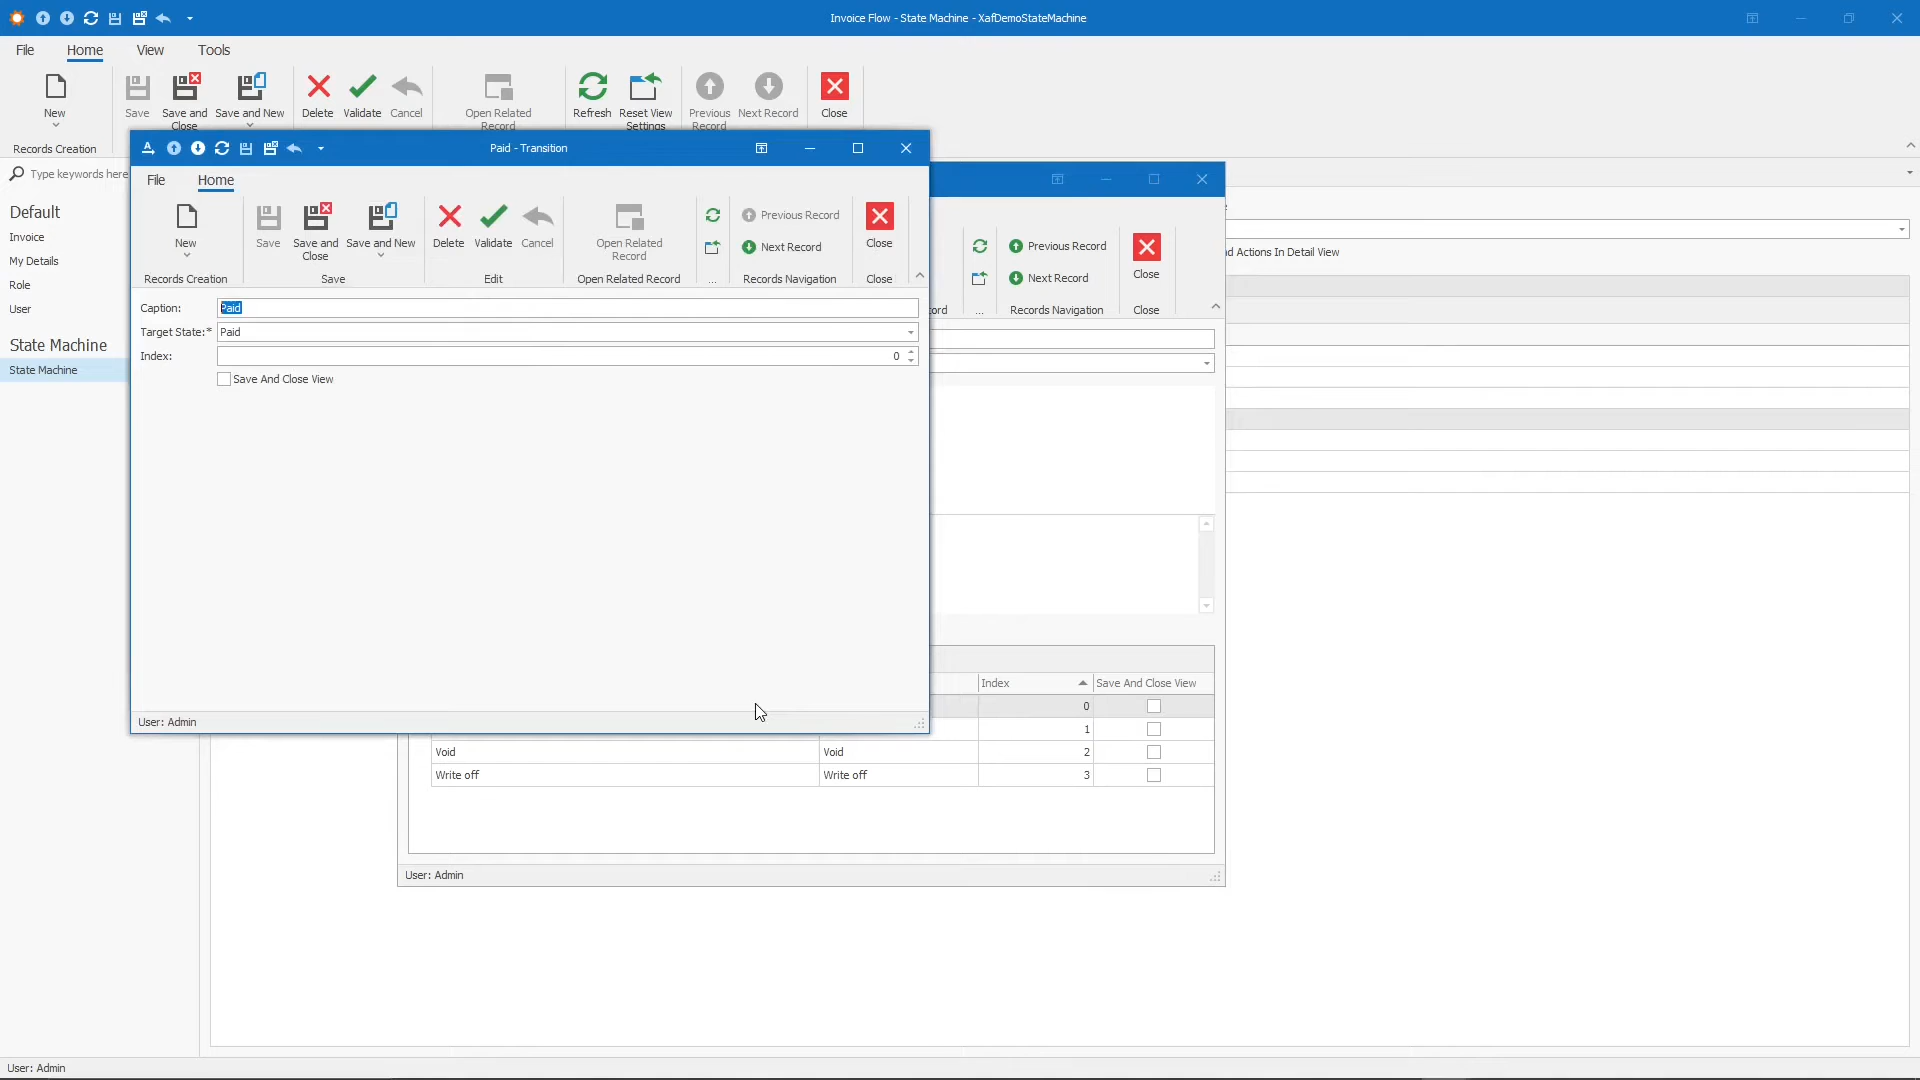 Invoice Flow - State Machine - XafDemoStateMachine
File Home View Tools
New Save Save and Close Save and New Delete Validate Cancel Open Related Record Refresh Reset View Settings Previous Record Next Record Close
Records Creation
Type keywords here
Default
Invoice
My Details
Role
User
State Machine
State Machine
Paid - Transition
File Home
New Save Save and Close Save and New Delete Validate Cancel Open Related Record Previous Record Next Record Close
Records Creation Save Edit Open Related Record ... Records Navigation Close
Caption: Paid
Target State:* Paid
Index: 0
Save And Close View
User: Admin
Previous Record
Next Record
Close
ord ... Records Navigation Close
d Actions In Detail View
Index Save And Close View
0
1
Void Void 2
Write off Write off 3
User: Admin
User: Admin